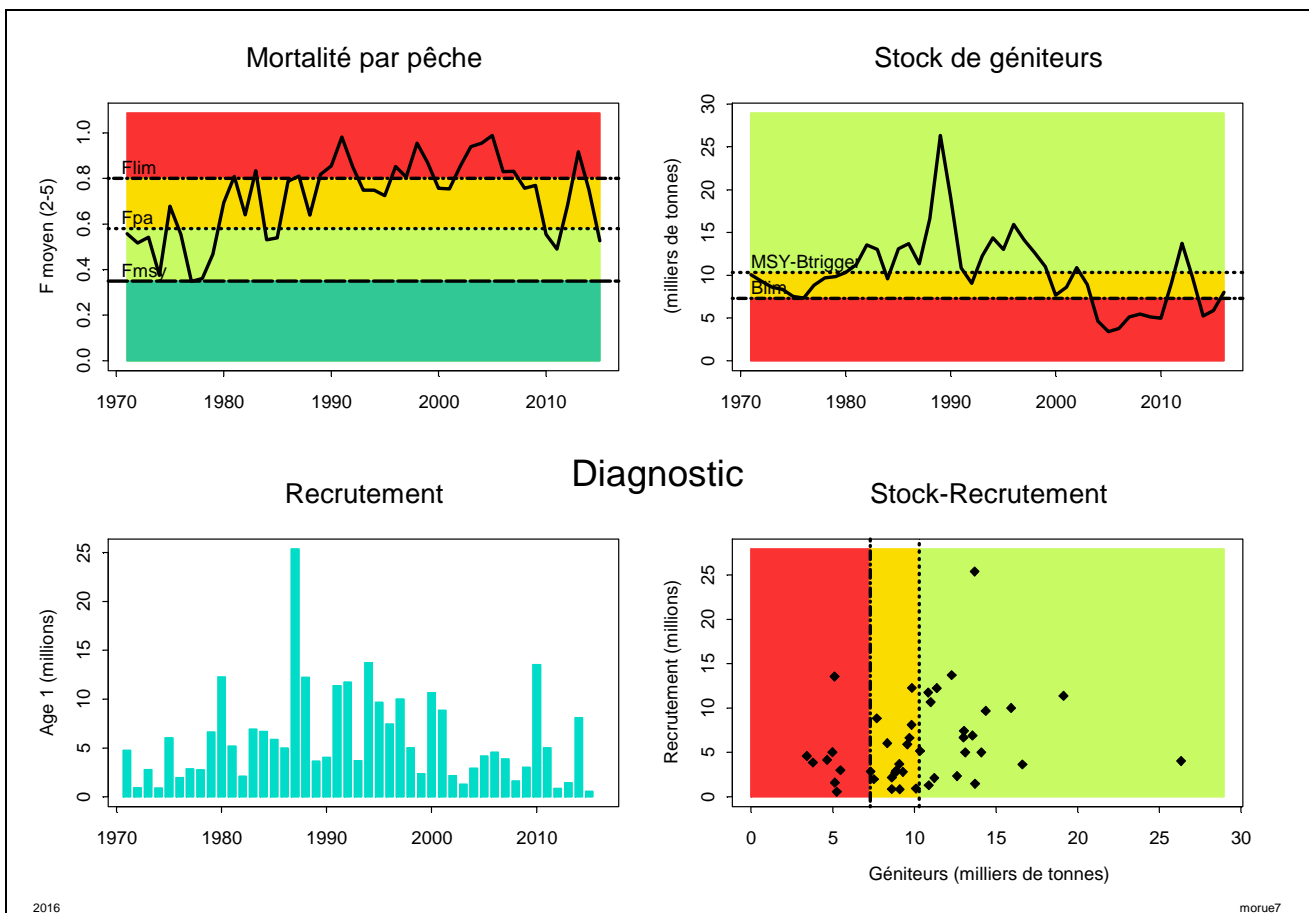 Mortalité par pêche
F moyen (2-5)
0.0 0.2 0.4 0.6 0.8 1.0
Flim
Fpa
Fmsy
1970 1980 1990 2000 2010
Stock de géniteurs
(milliers de tonnes)
0 5 10 15 20 25 30
MSY-Btrigger
Blim
1970 1980 1990 2000 2010
Diagnostic
Recrutement
Age 1 (millions)
0 5 10 15 20 25
1970 1980 1990 2000 2010
Stock-Recrutement
Recrutement (millions)
0 5 10 15 20 25
0 5 10 15 20 25 30
Géniteurs (milliers de tonnes)
2016
morue7